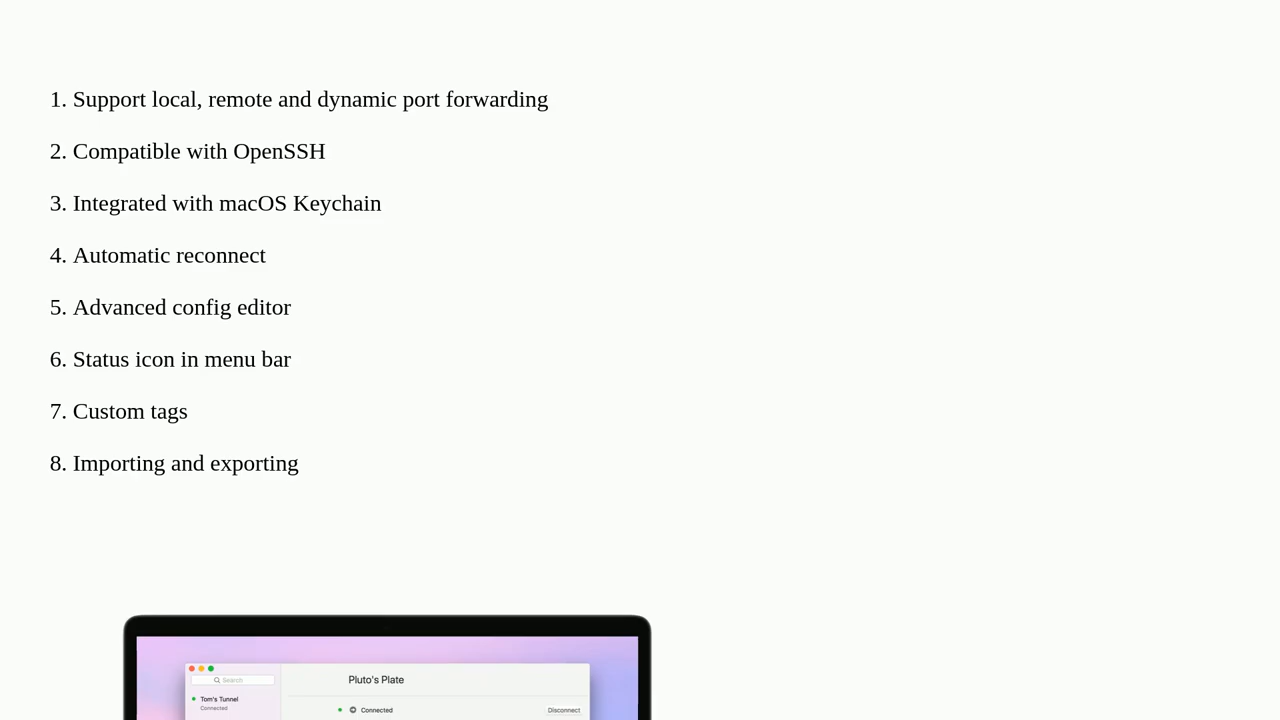 1. Support local, remote and dynamic port forwarding
2. Compatible with OpenSSH
3. Integrated with macOS Keychain
4. Automatic reconnect
5. Advanced config editor
6. Status icon in menu bar
7. Custom tags
8. Importing and exporting
Search
Pluto's Plate
Tom's Tunnel
Connected
Connected
Disconnect